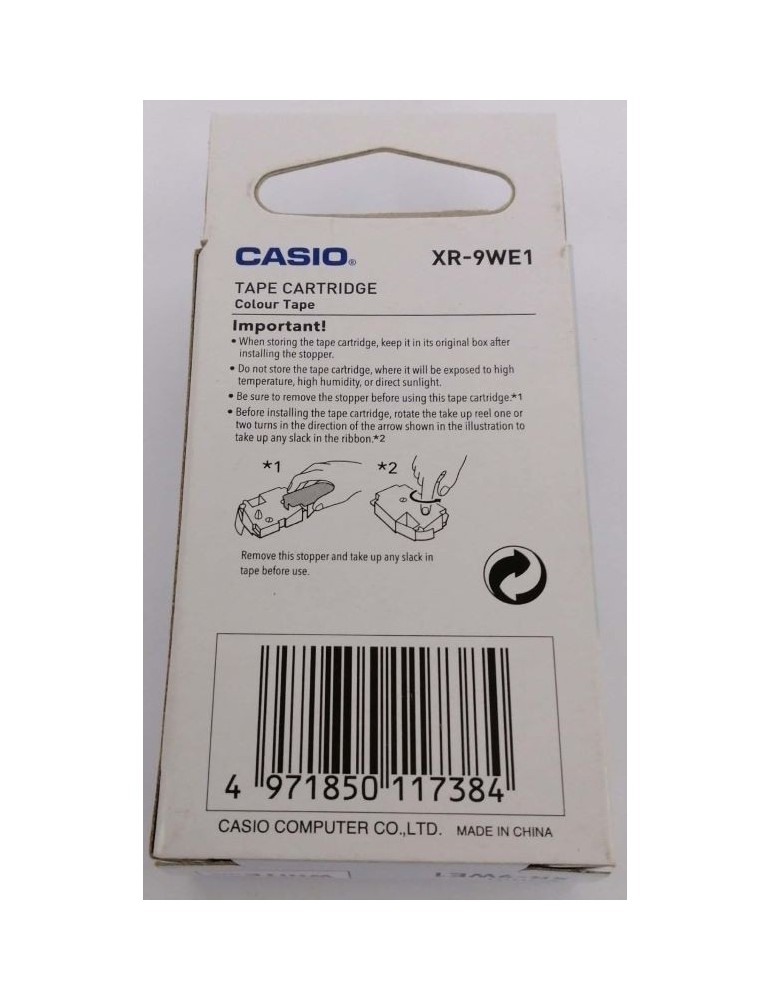 CASIO®
XR-9WE1
TAPE CARTRIDGE
Colour Tape
Important!
• When storing the tape cartridge, keep it in its original box after
installing the stopper.
• Do not store the tape cartridge, where it will be exposed to high
temperature, high humidity, or direct sunlight.
• Be sure to remove the stopper before using this tape cartridge.*1
• Before installing the tape cartridge, rotate the take up reel one or
two turns in the direction of the arrow shown in the illustration to
take up any slack in the ribbon.*2
*1 *2
Remove this stopper and take up any slack in
tape before use.
4 971850 117384
CASIO COMPUTER CO.,LTD. MADE IN CHINA